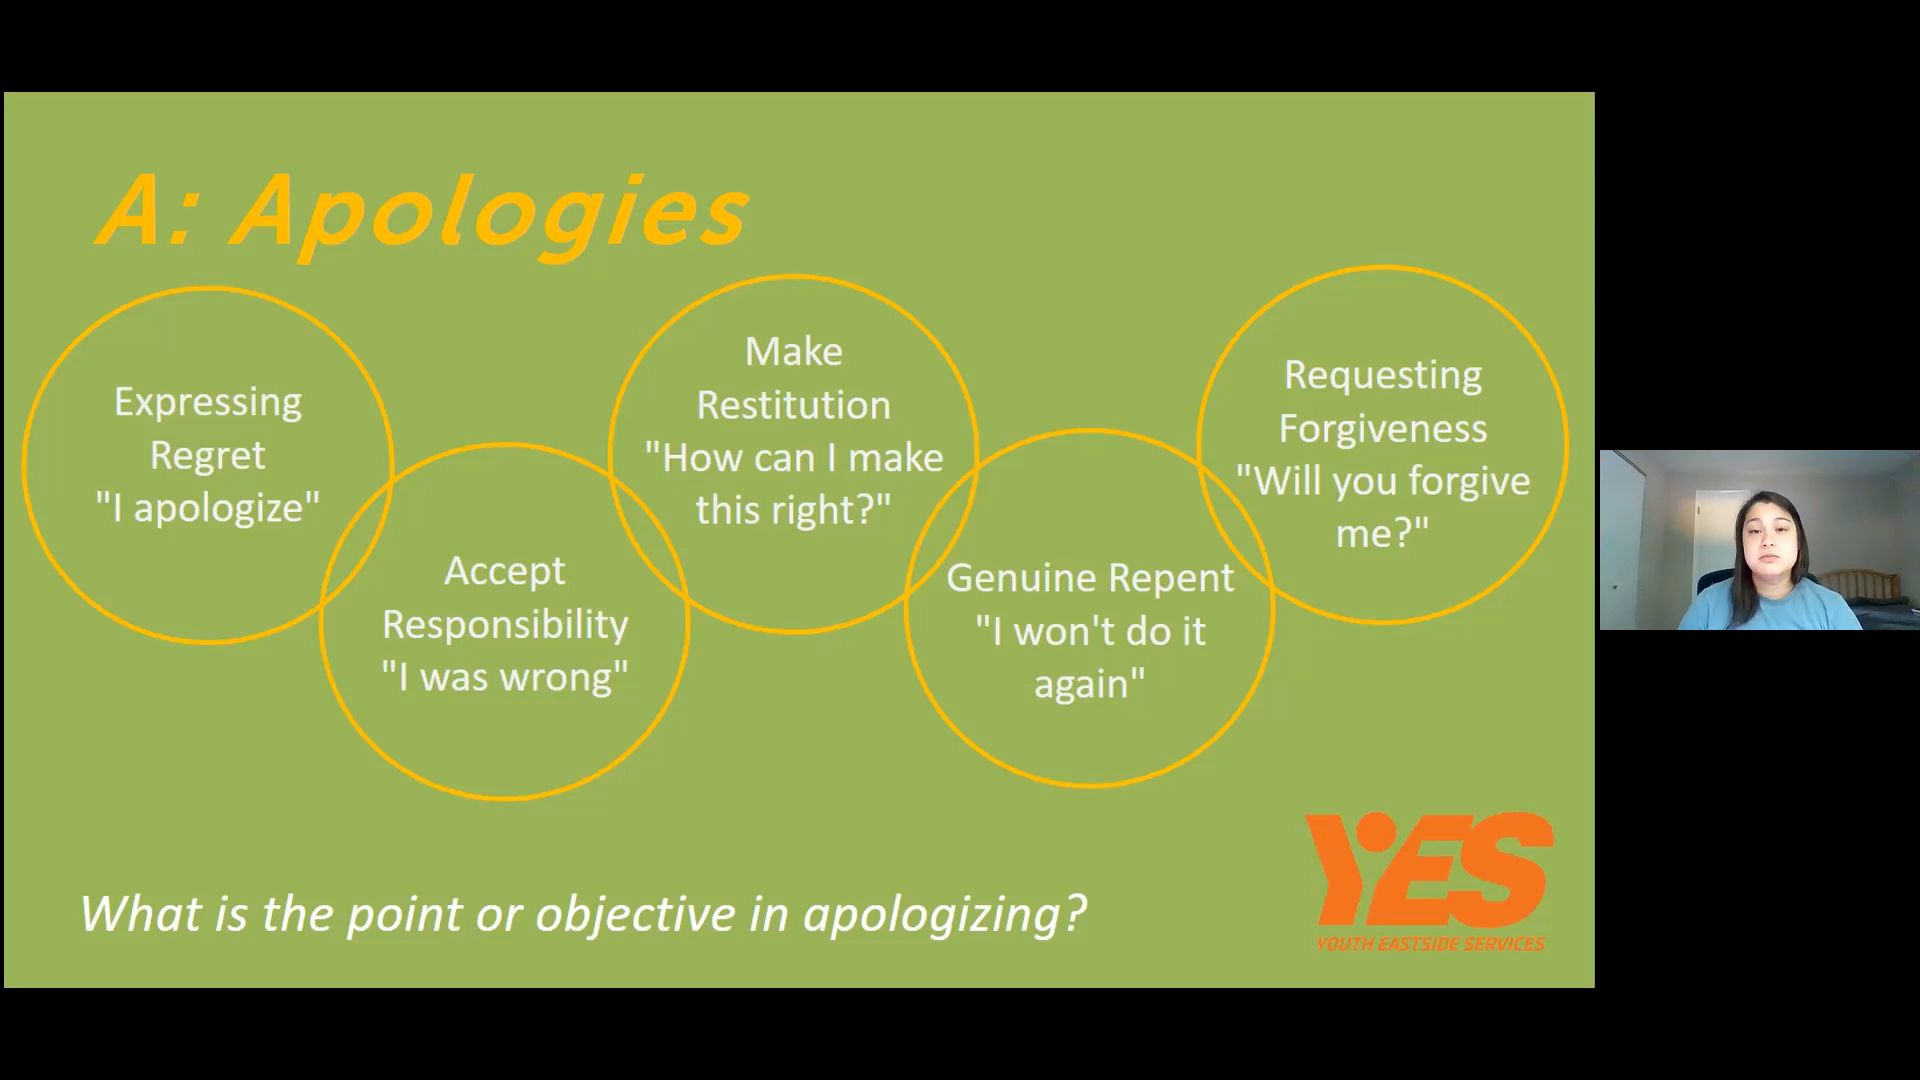 A: Apologies
Expressing
Regret
"I apologize"
Accept
Responsibility
"I was wrong"
Make
Restitution
"How can I make
this right?"
Genuine Repent
"I won't do it
again"
Requesting
Forgiveness
"Will you forgive
me?"
What is the point or objective in apologizing?
YES
YOUTH EASTSIDE SERVICES